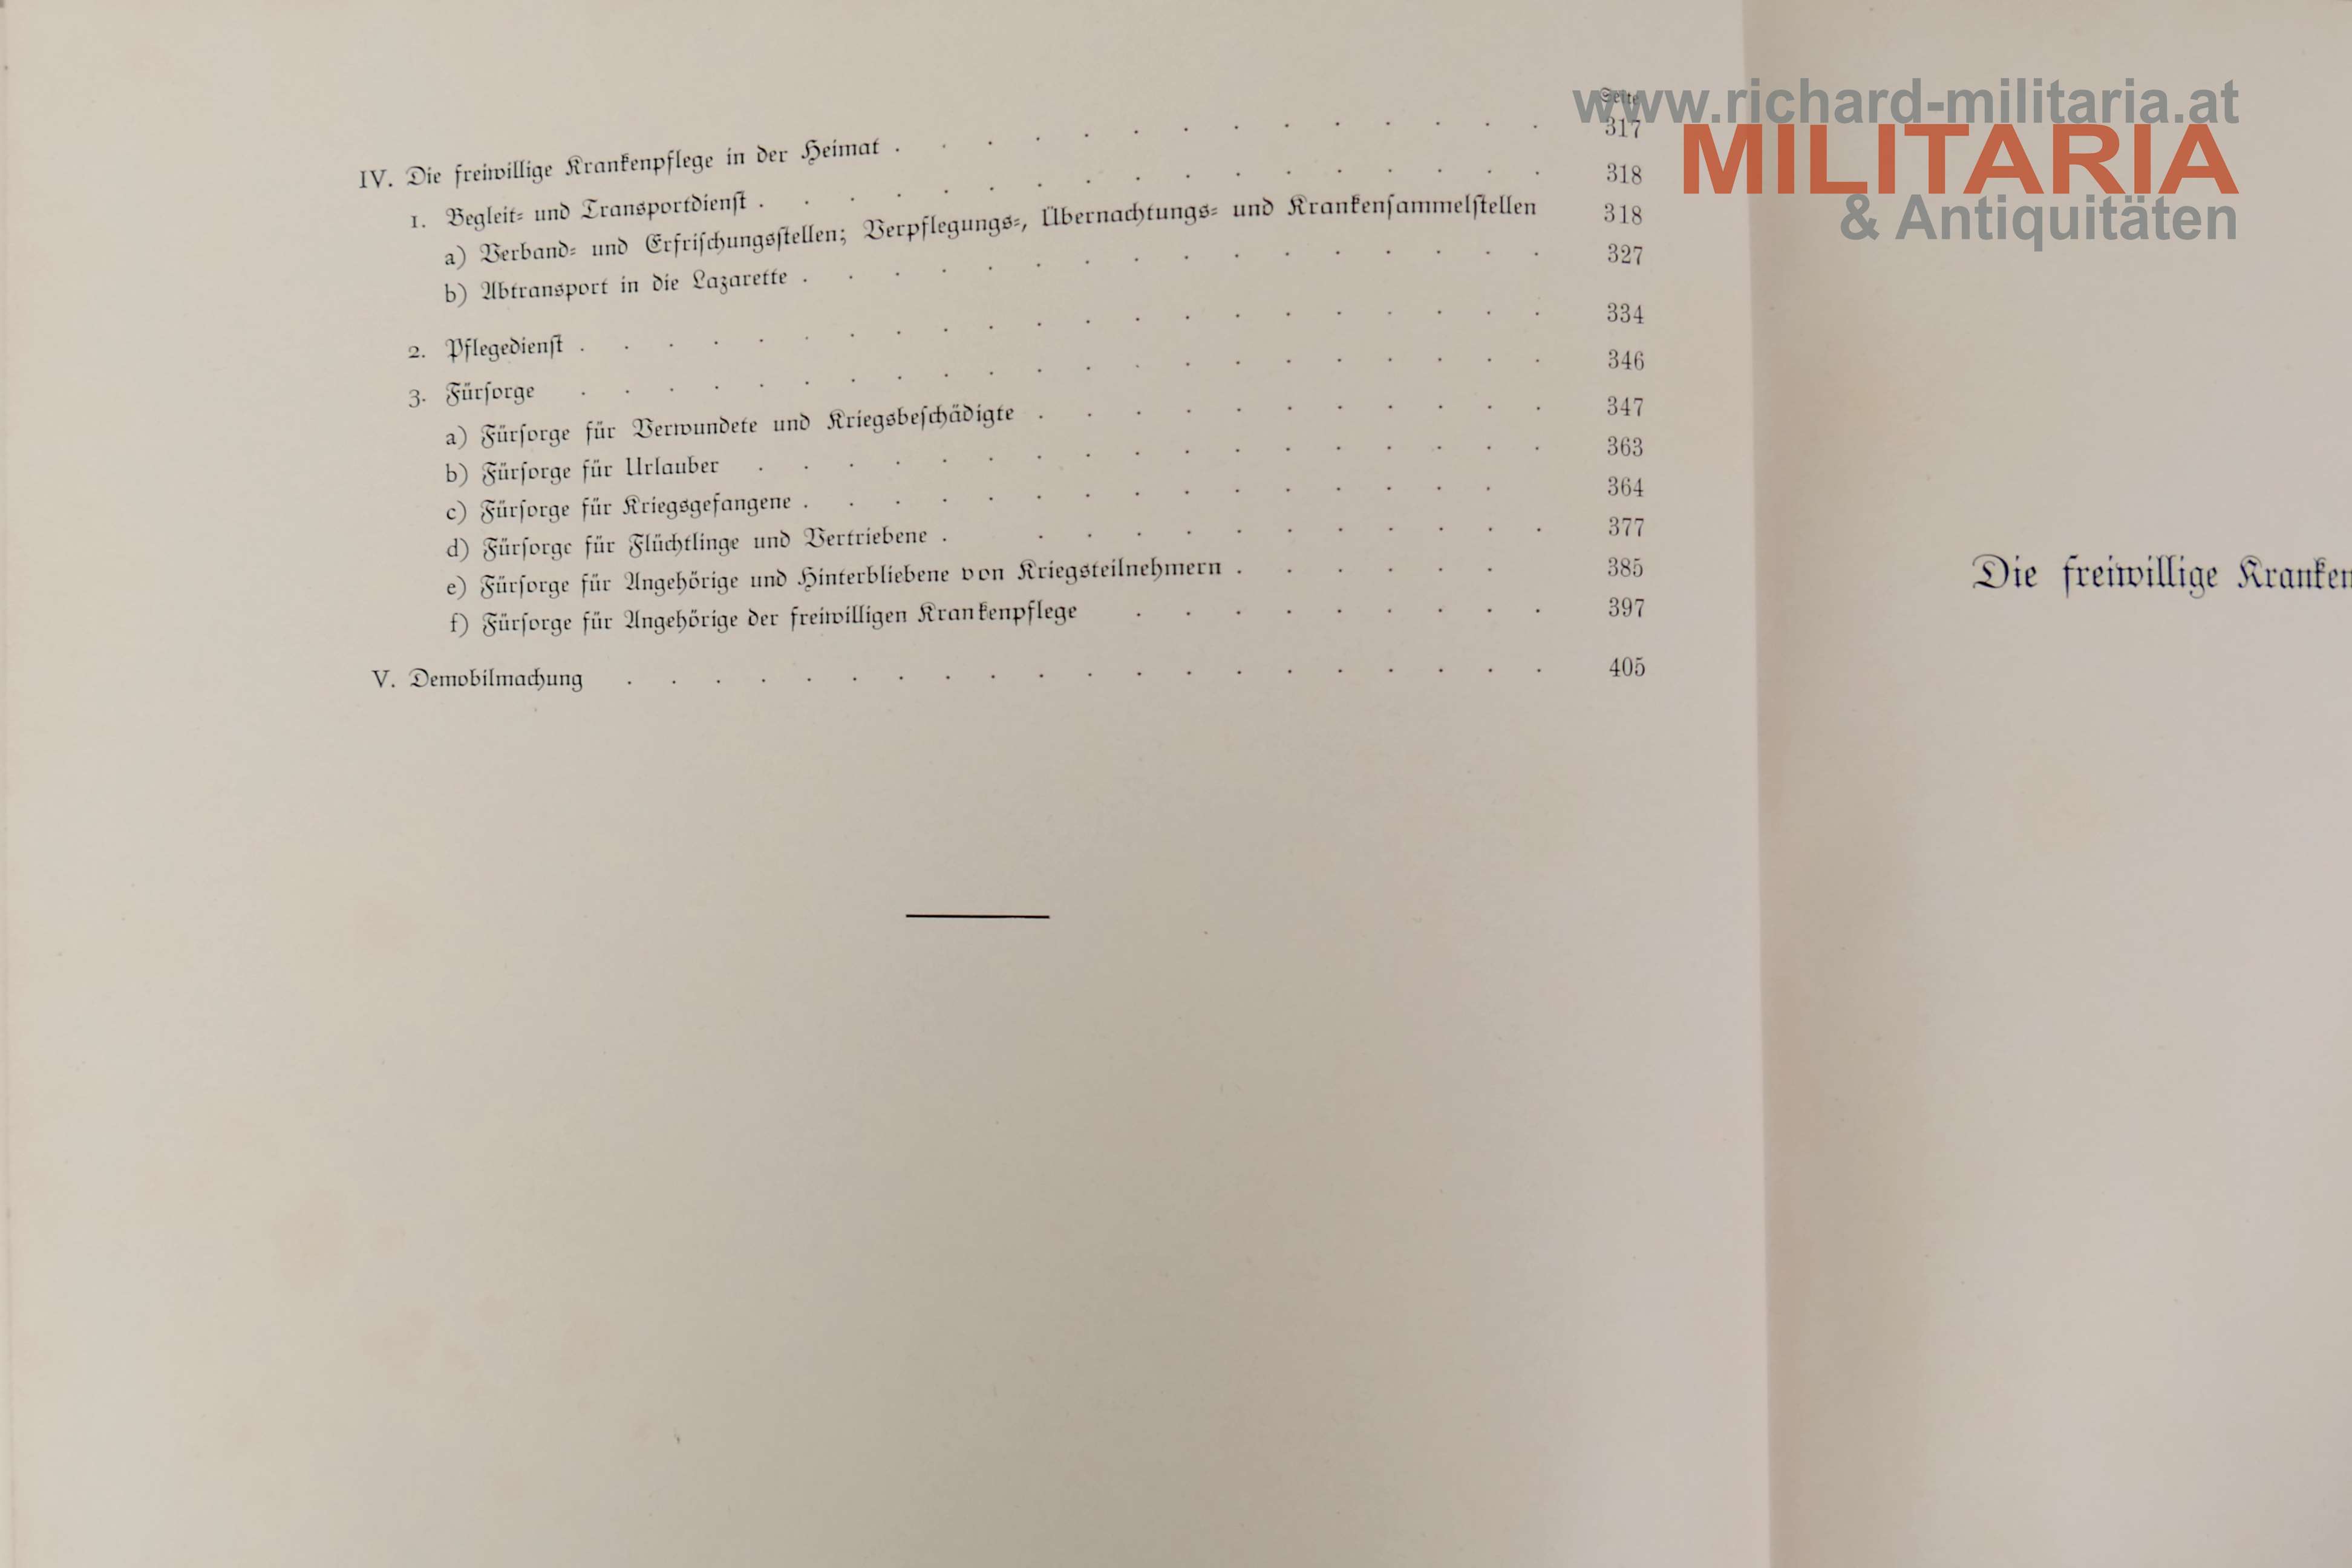 Seite
IV. Die freiwillige Krankenpflege in der Heimat . . . . . . . . . . . . . . 317
1. Begleit- und Transportdienst . . . . . . . . . . . . . . . . . 318
a) Verband- und Erfrischungsstellen; Verpflegungs-, Übernachtungs- und Krankensammelstellen 318
b) Abtransport in die Lazarette . . . . . . . . . . . . . . . . 327
2. Pflegedienst . . . . . . . . . . . . . . . . . . . . . 334
3. Fürsorge . . . . . . . . . . . . . . . . . . . . . 346
a) Fürsorge für Verwundete und Kriegsbeschädigte . . . . . . . . . . . 347
b) Fürsorge für Urlauber . . . . . . . . . . . . . . . . . 363
c) Fürsorge für Kriegsgefangene . . . . . . . . . . . . . . . 364
d) Fürsorge für Flüchtlinge und Vertriebene . . . . . . . . . . . . 377
e) Fürsorge für Angehörige und Hinterbliebene von Kriegsteilnehmern . . . . . . 385
f) Fürsorge für Angehörige der freiwilligen Krankenpflege . . . . . . . . . 397
V. Demobilmachung . . . . . . . . . . . . . . . . . . . . 405
Die freiwillige Kranken
www.richard-militaria.at
MILITARIA
& Antiquitäten